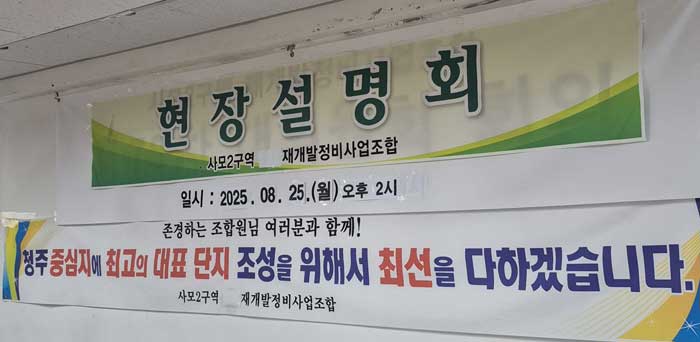 현장설명회
사모2구역 재개발정비사업조합
일시 : 2025. 08. 25.(월) 오후 2시
존경하는 조합원님 여러분과 함께!
청주 중심지에 최고의 대표 단지 조성을 위해서 최선을 다하겠습니다.
사모2구역 재개발정비사업조합